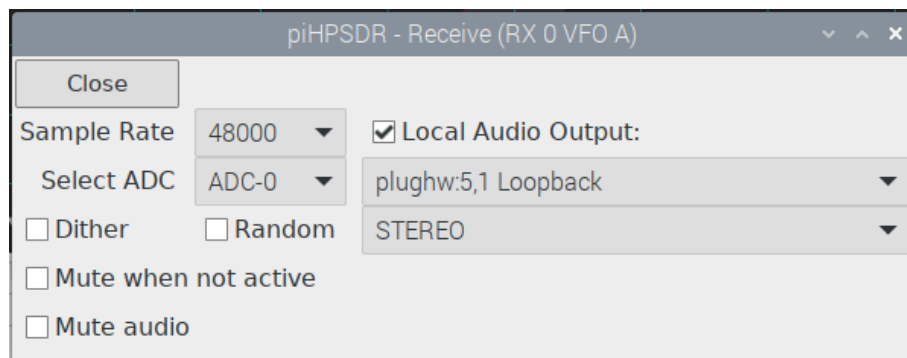 piHPSDR - Receive (RX 0 VFO A)
Close
Sample Rate 48000 Local Audio Output:
Select ADC ADC-0 plughw:5,1 Loopback
Dither Random STEREO
Mute when not active
Mute audio